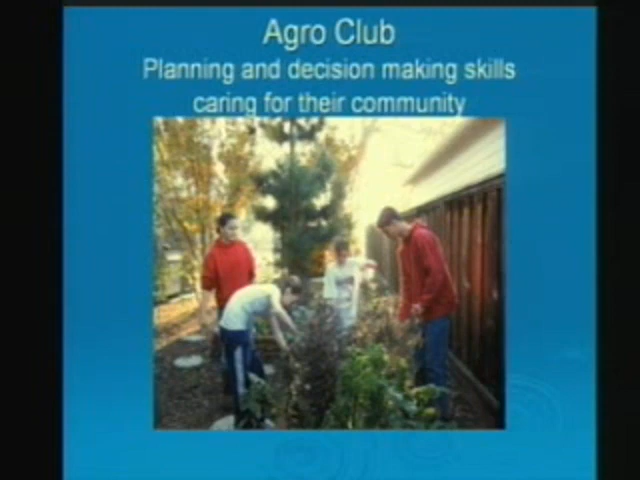 Agro Club
Planning and decision making skills
caring for their community